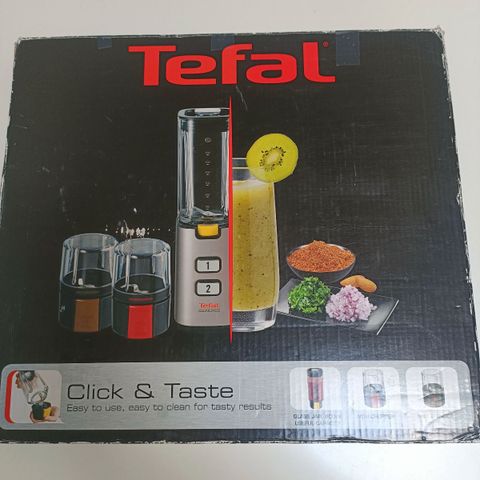 Tefal
1
2
Tefal
Click & Taste
Easy to use, easy to clean for tasty results